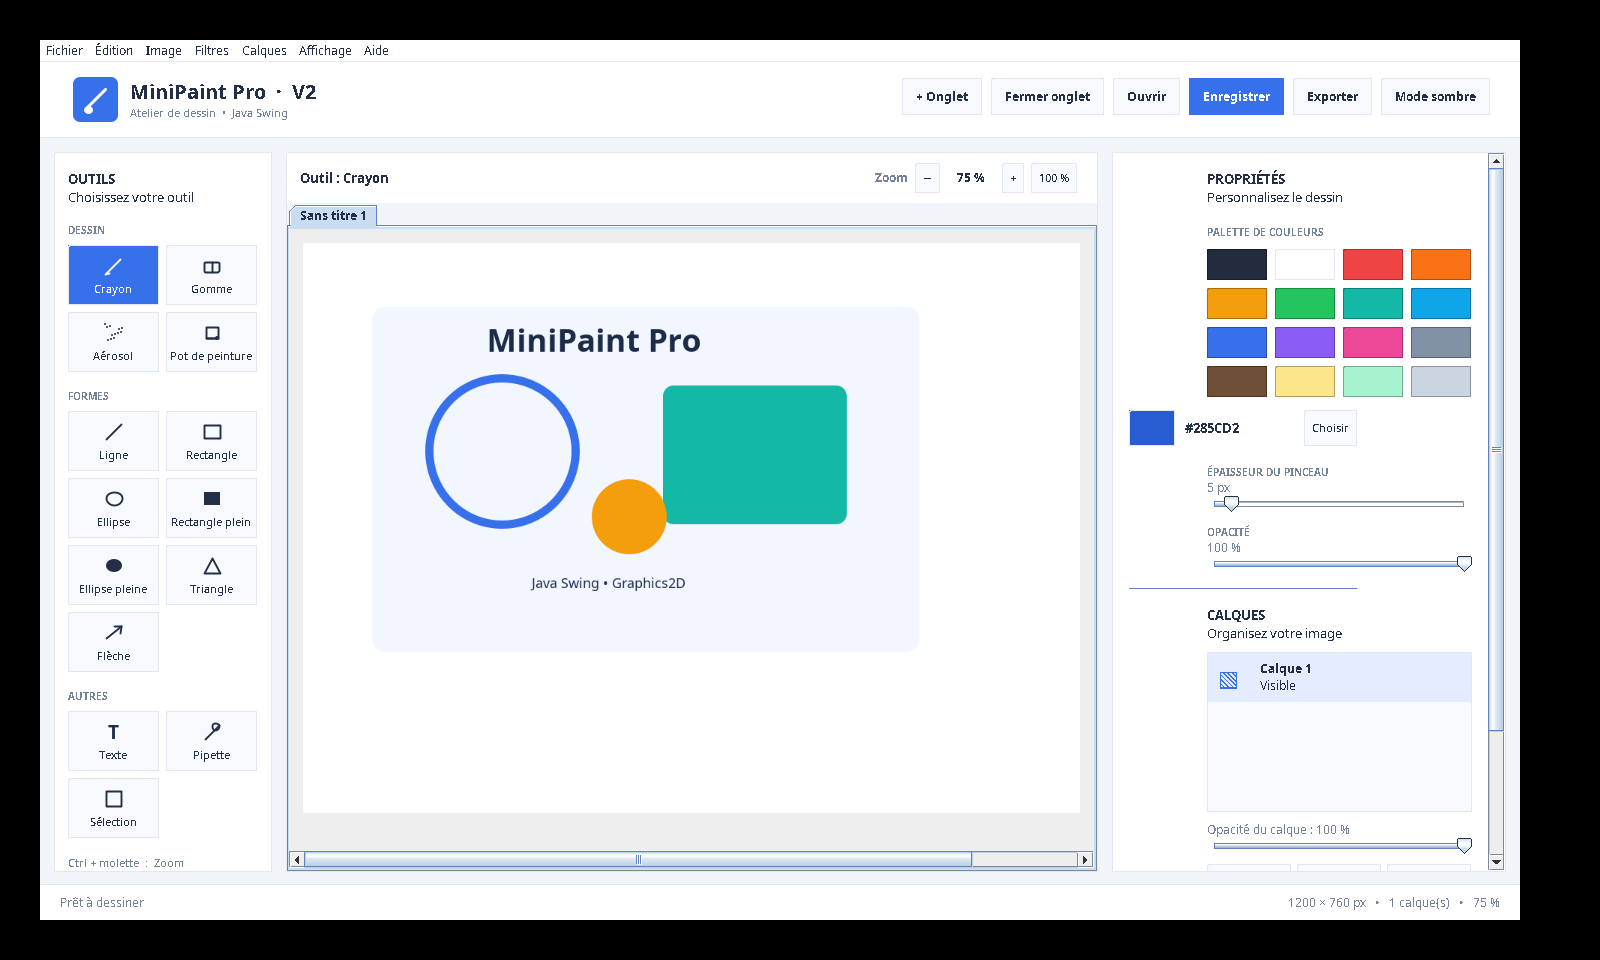 Fichier Édition Image Filtres Calques Affichage Aide
MiniPaint Pro · V2
Atelier de dessin • Java Swing
+ Onglet Fermer onglet Ouvrir Enregistrer Exporter Mode sombre
OUTILS
Choisissez votre outil
DESSIN
Crayon Gomme
Aérosol Pot de peinture
FORMES
Ligne Rectangle
Ellipse Rectangle plein
Ellipse pleine Triangle
Flèche
AUTRES
T
Texte Pipette
Sélection
Ctrl + molette : Zoom
Outil : Crayon
Zoom − 75 % + 100 %
Sans titre 1
MiniPaint Pro
Java Swing • Graphics2D
PROPRIÉTÉS
Personnalisez le dessin
PALETTE DE COULEURS
#285CD2 Choisir
ÉPAISSEUR DU PINCEAU
5 px
OPACITÉ
100 %
CALQUES
Organisez votre image
Calque 1
Visible
Opacité du calque : 100 %
Prêt à dessiner
1200 × 760 px • 1 calque(s) • 75 %